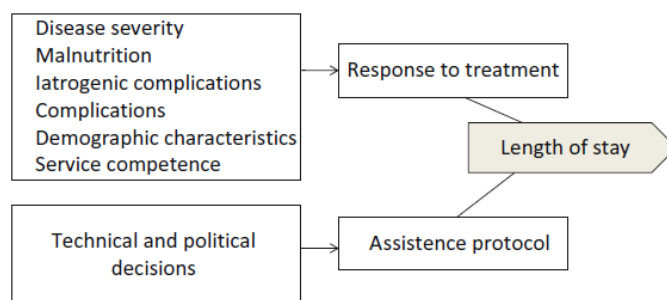 Disease severity
Malnutrition
Iatrogenic complications
Complications
Demographic characteristics
Service competence
Response to treatment
Length of stay
Technical and political
decisions
Assistence protocol